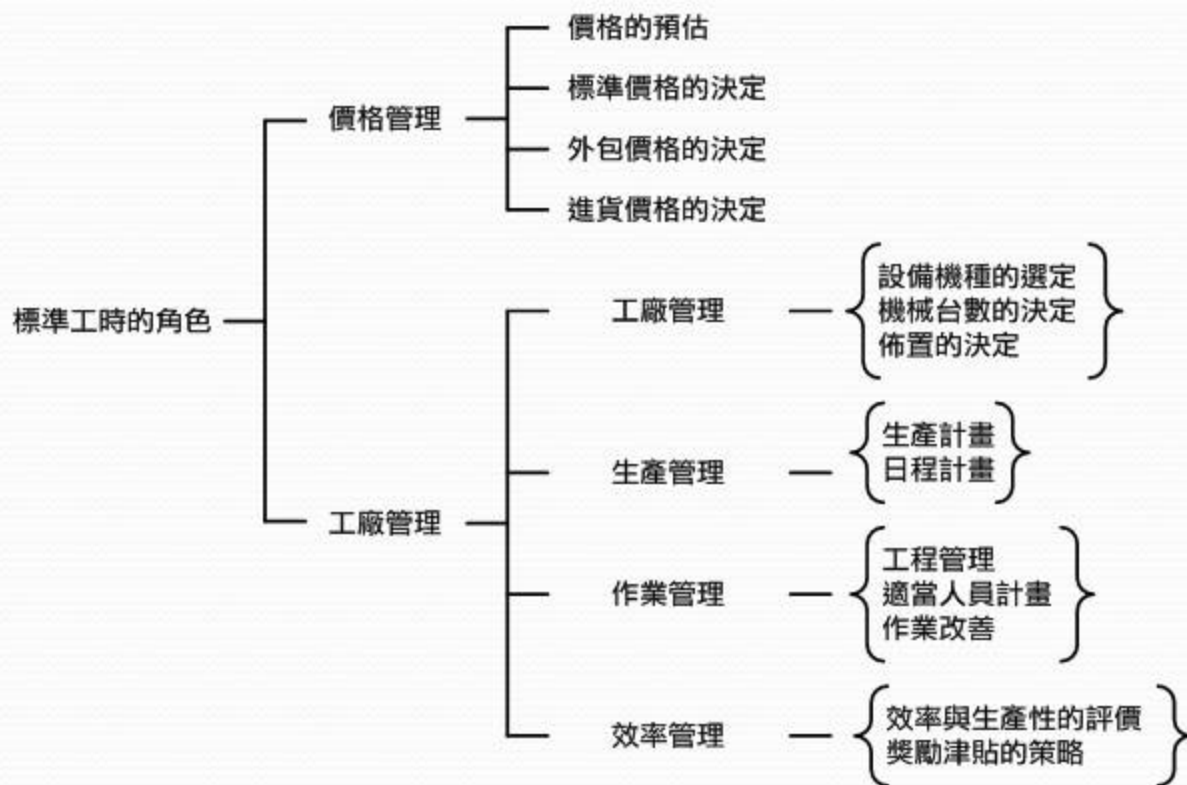 標準工時的角色
價格管理
價格的預估
標準價格的決定
外包價格的決定
進貨價格的決定
工廠管理
工廠管理
設備機種的選定
機械台數的決定
佈置的決定
生產管理
生產計畫
日程計畫
作業管理
工程管理
適當人員計畫
作業改善
效率管理
效率與生產性的評價
獎勵津貼的策略